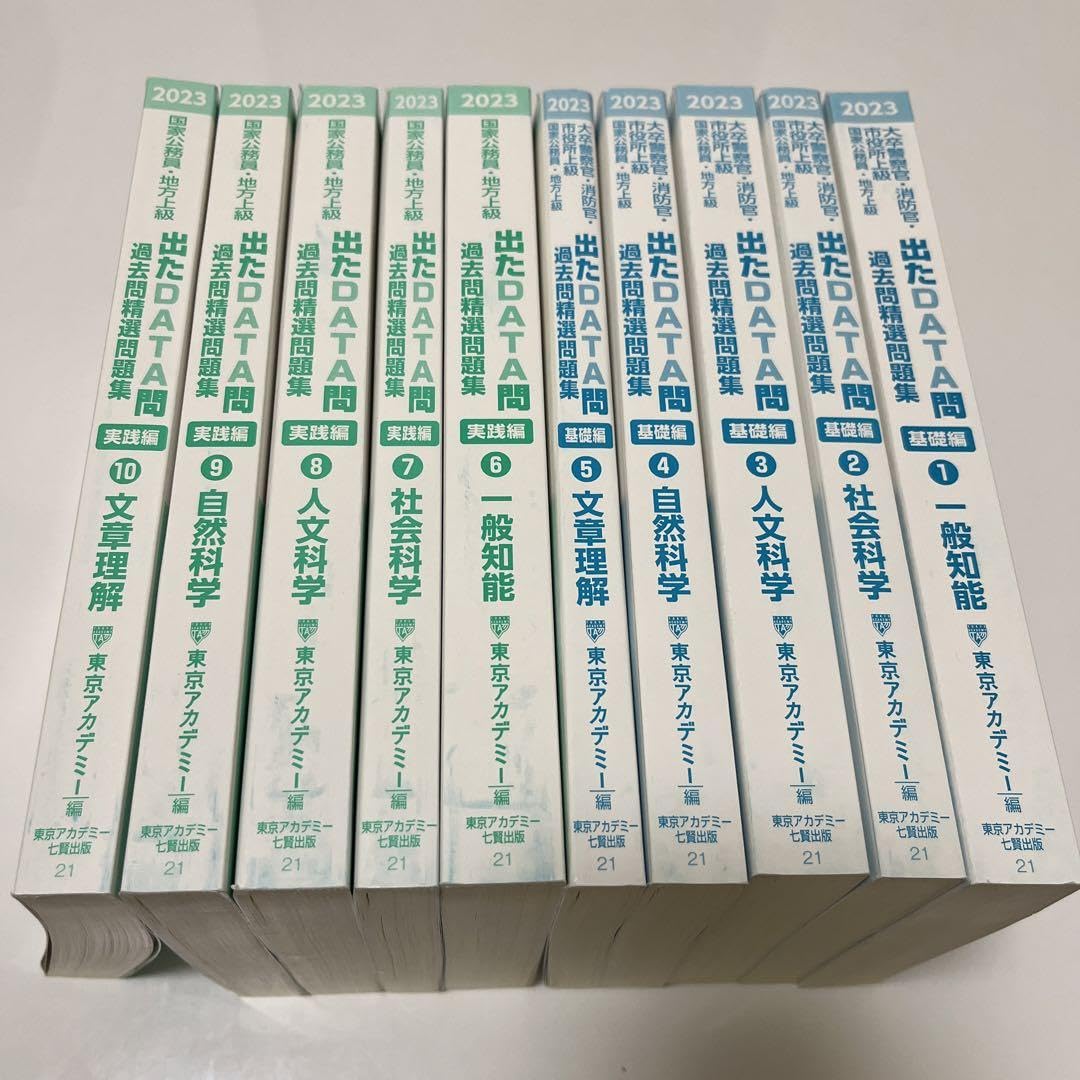 2023
国家公務員・地方上級
出たDATA問
過去問精選問題集
実践編
10
文章理解
TA
東京アカデミー編
東京アカデミー
七賢出版
21
2023
国家公務員・地方上級
出たDATA問
過去問精選問題集
実践編
9
自然科学
TA
東京アカデミー編
東京アカデミー
七賢出版
21
2023
国家公務員・地方上級
出たDATA問
過去問精選問題集
実践編
8
人文科学
TA
東京アカデミー編
東京アカデミー
七賢出版
21
2023
国家公務員・地方上級
出たDATA問
過去問精選問題集
実践編
7
社会科学
TA
東京アカデミー編
東京アカデミー
七賢出版
21
2023
国家公務員・地方上級
出たDATA問
過去問精選問題集
実践編
6
一般知能
TA
東京アカデミー編
東京アカデミー
七賢出版
21
2023
大卒警察官・消防官・
市役所上級
国家公務員・地方上級
出たDATA問
過去問精選問題集
基礎編
5
文章理解
TA
東京アカデミー編
東京アカデミー
七賢出版
21
2023
大卒警察官・消防官・
市役所上級
国家公務員・地方上級
出たDATA問
過去問精選問題集
基礎編
4
自然科学
TA
東京アカデミー編
東京アカデミー
七賢出版
21
2023
大卒警察官・消防官・
市役所上級
国家公務員・地方上級
出たDATA問
過去問精選問題集
基礎編
3
人文科学
TA
東京アカデミー編
東京アカデミー
七賢出版
21
2023
大卒警察官・消防官・
市役所上級
国家公務員・地方上級
出たDATA問
過去問精選問題集
基礎編
2
社会科学
TA
東京アカデミー編
東京アカデミー
七賢出版
21
2023
大卒警察官・消防官・
市役所上級
国家公務員・地方上級
出たDATA問
過去問精選問題集
基礎編
1
一般知能
TA
東京アカデミー編
東京アカデミー
七賢出版
21